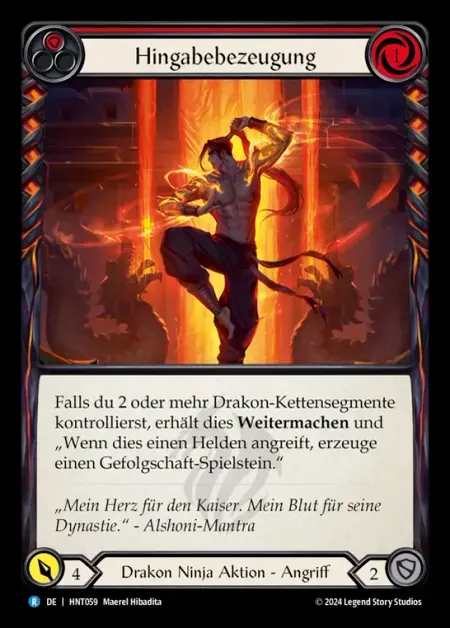 Hingabebezeugung
1
Falls du 2 oder mehr Drakon-Kettensegmente
kontrollierst, erhält dies Weitermachen und
„Wenn dies einen Helden angreift, erzeuge
einen Gefolgschaft-Spielstein.“
„Mein Herz für den Kaiser. Mein Blut für seine
Dynastie.“ - Alshoni-Mantra
4 Drakon Ninja Aktion - Angriff 2
R DE | HNT059 Maerel Hibadita © 2024 Legend Story Studios